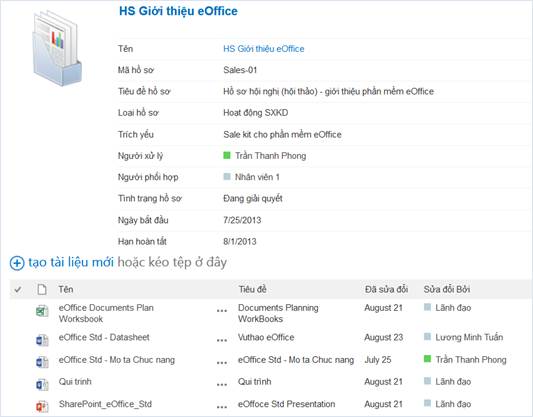 HS Giới thiệu eOffice
Tên HS Giới thiệu eOffice
Mã hồ sơ Sales-01
Tiêu đề hồ sơ Hồ sơ hội nghị (hội thảo) - giới thiệu phần mềm eOffice
Loại hồ sơ Hoạt động SXKD
Trích yếu Sale kit cho phần mềm eOffice
Người xử lý Trần Thanh Phong
Người phối hợp Nhân viên 1
Tình trạng hồ sơ Đang giải quyết
Ngày bắt đầu 7/25/2013
Hạn hoàn tất 8/1/2013
tạo tài liệu mới hoặc kéo tệp ở đây
Tên Tiêu đề Đã sửa đổi Sửa đổi Bởi
eOffice Documents Plan ... Documents Planning August 21 Lãnh đạo
Worksbook WorkBooks
eOffice Std - Datasheet ... Vuthao eOffice August 23 Lương Minh Tuấn
eOffice Std - Mo ta Chuc nang ... eOffice Std - Mo ta Chuc nang July 25 Trần Thanh Phong
Qui trinh ... Qui trình August 21 Lãnh đạo
SharePoint_eOffice_Std ... eOffoce Std Presentation August 21 Lãnh đạo